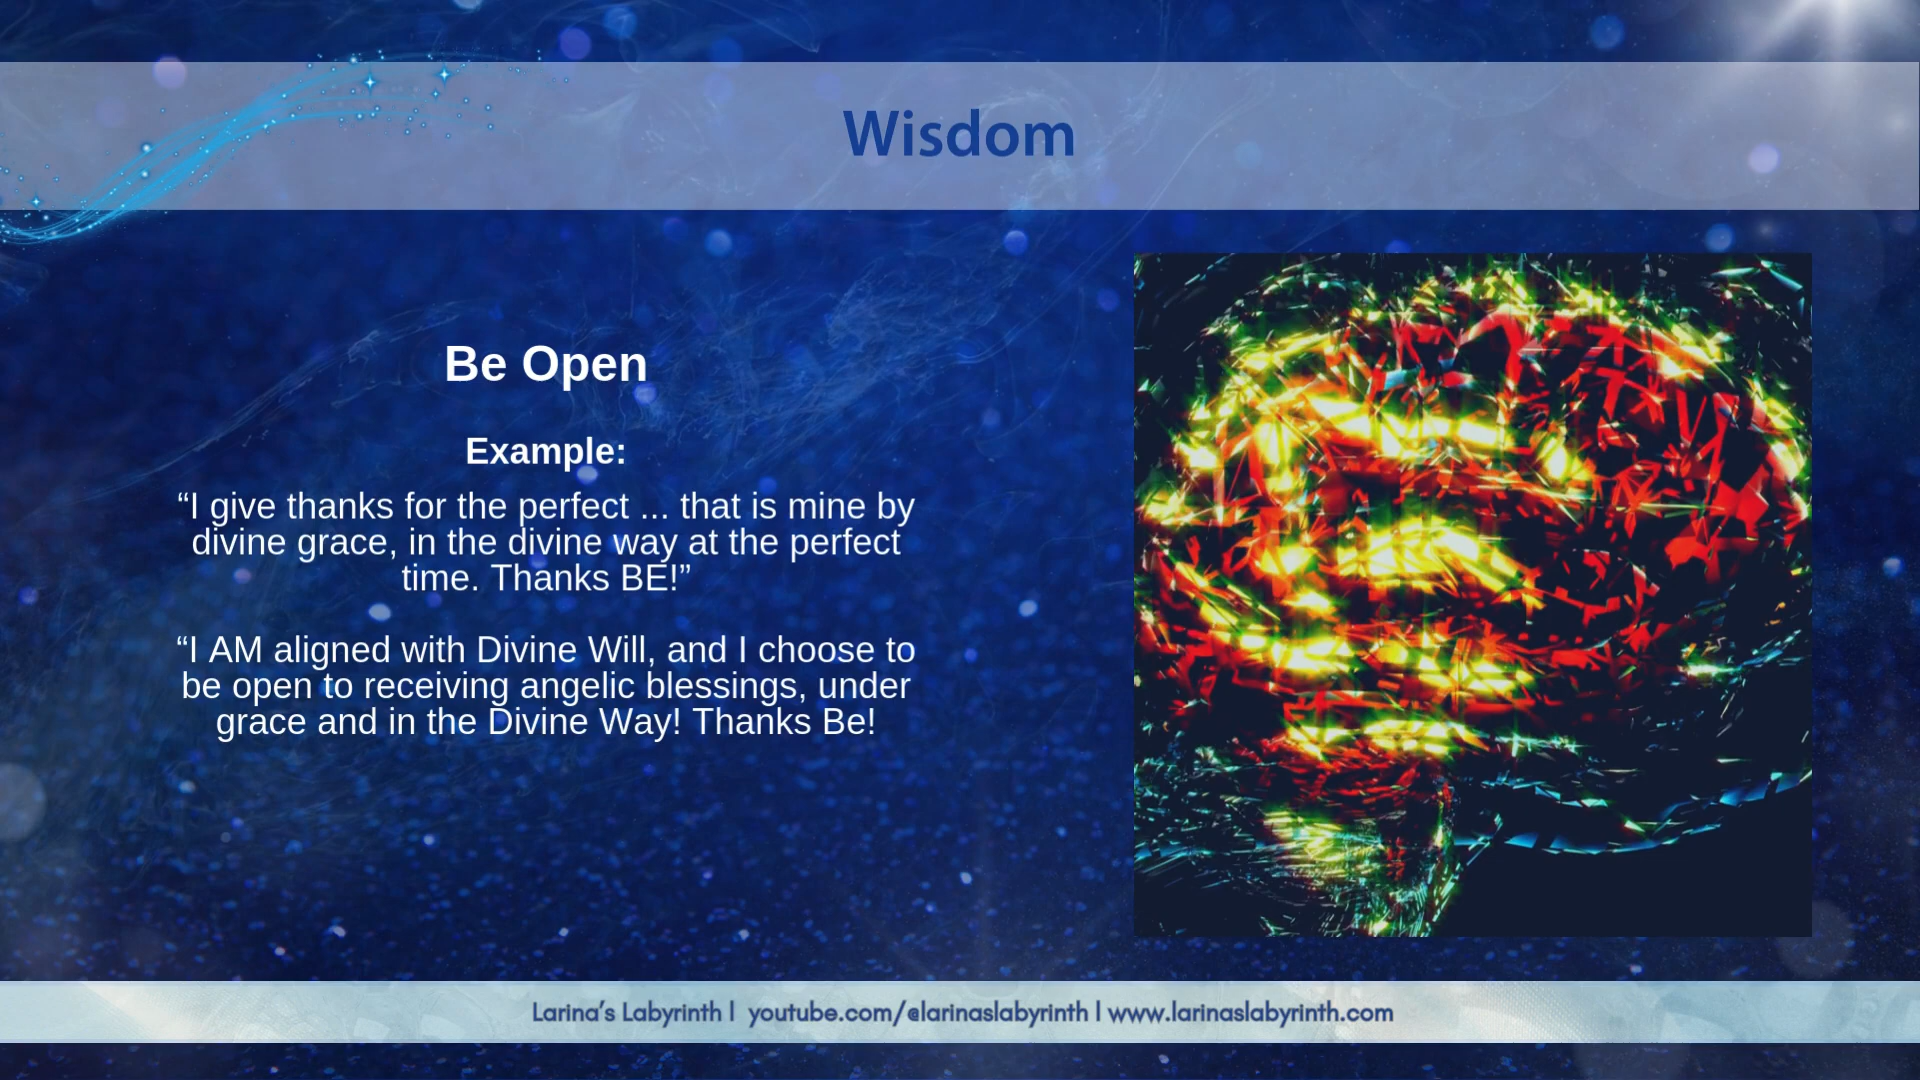 Wisdom
Be Open
Example:
“I give thanks for the perfect ... that is mine by
divine grace, in the divine way at the perfect
time. Thanks BE!”
“I AM aligned with Divine Will, and I choose to
be open to receiving angelic blessings, under
grace and in the Divine Way! Thanks Be!
Larina’s Labyrinth | youtube.com/@larinaslabyrinth | www.larinaslabyrinth.com